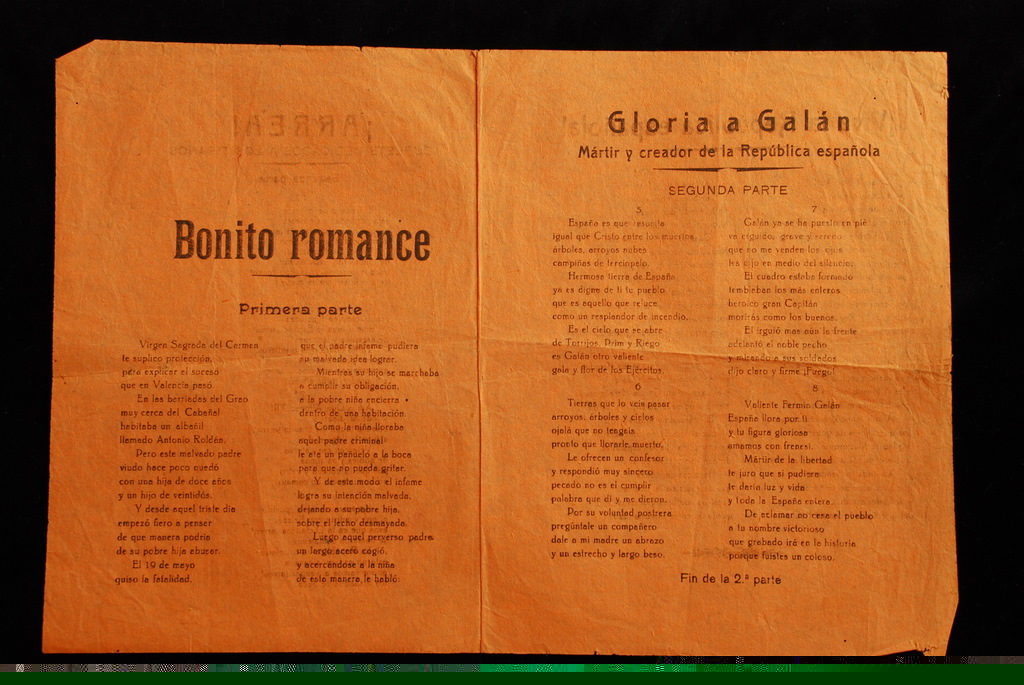 Bonito romance
Primera parte
Virgen Sagrada del Carmen
te suplico protección,
para explicar el suceso
que en Valencia pasó.
En las barriadas del Grao
muy cerca del Cabañal
habitaba un albañil
llamado Antonio Roldán.
Pero este malvado padre
viudo hace poco quedó
con una hija de doce años
y un hijo de veintidós.
Y desde aquel triste día
empezó fiero a pensar
de que manera podría
de su pobre hija abusar.
El 19 de mayo
quiso la fatalidad,
que el padre infame pudiera
su malvada idea lograr.
Mientras su hijo se marchaba
a cumplir su obligación,
a la pobre niña encierra
dentro de una habitación.
Como la niña lloraba
aquel padre criminal
le ata un pañuelo a la boca
para que no pueda gritar.
Y de este modo el infame
logra su intención malvada,
dejando a su pobre hija,
sobre el lecho desmayada.
Luego aquel perverso padre
un largo acero cogió,
y acercándose a la niña
de esta manera le habló:
Gloria a Galán
Mártir y creador de la República española
SEGUNDA PARTE
5
España es que
igual que Cristo entre los
árboles, arroyos nubes
campiñas de terciopelo.
Hermosa tierra de España
ya es digno de ti tu pueblo
que es aquello que reluce
como un resplandor de incendio.
Es el cielo que se abre
de Torrijos, Prim y Riego
es Galán otro valiente
gala y flor de los Ejércitos.
6
Tierras que lo veis pasar
arroyos, árboles y cielos
ojalá que no tengais
pronto que llorarle muerto.
Le ofrecen un confesor
y respondió muy sincero
pecado no es el cumplir
palabra que dí y me dieron.
Por su voluntad postrera
pregúntale un compañero
dale a mi madre un abrazo
y un estrecho y largo beso.
7
Galán ya se ha puesto en pié
va erguido, grave y sereno
que no me venden los ojos
les dijo en medio del silencio.
El cuadro estaba formado
temblaban los más enteros
heroico gran Capitán
morirás como los buenos.
El irguió mas aún la frente
adelantó el noble pecho
y mirando a sus soldados
dijo claro y firme ¡Fuego!
8
Valiente Fermin Galán
España llora por ti
y tu figura gloriosa
amamos con frenesí.
Mártir de la libertad
te juro que si pudiera
te daria luz y vida
y toda la España entera.
De aclamar no cesa el pueblo
a tu nombre victorioso
que grabado irá en la historia
porque fuistes un coloso.
Fin de la 2.ª parte